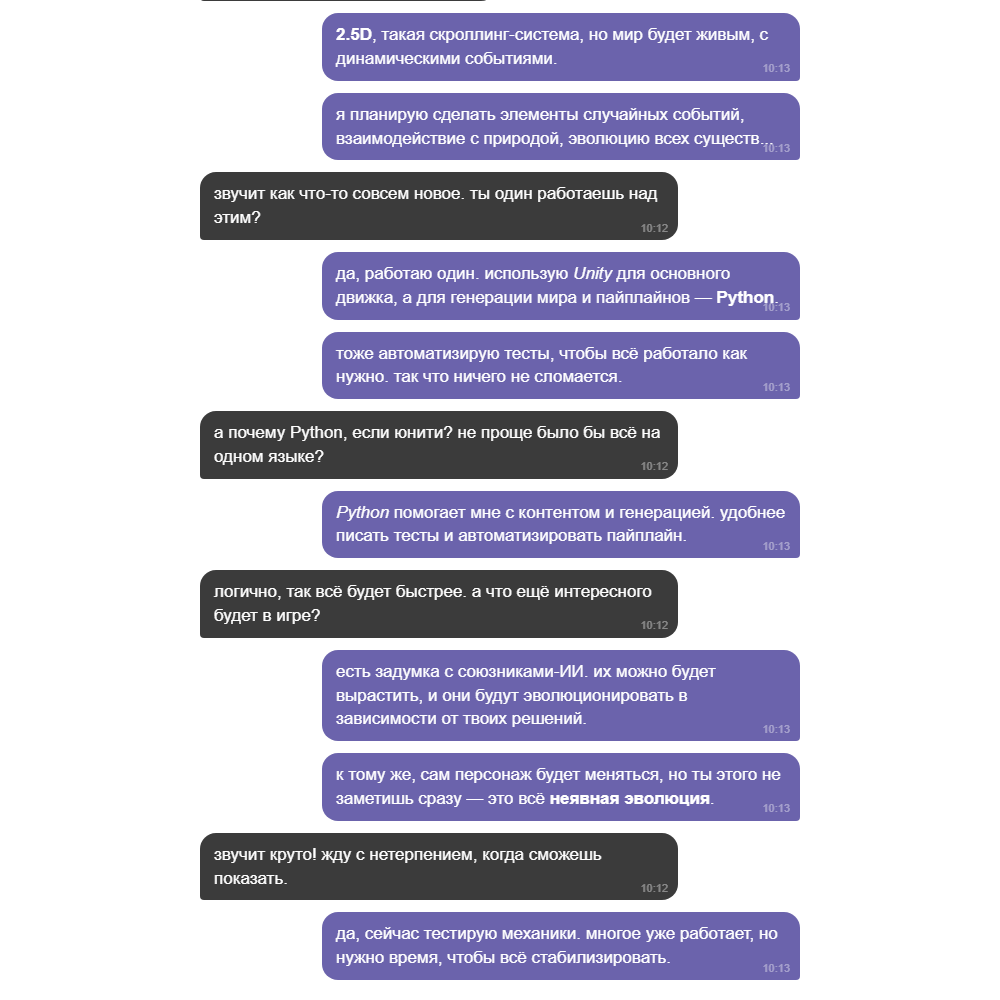 2.5D, такая скроллинг-система, но мир будет живым, с
динамическими событиями.
10:13
я планирую сделать элементы случайных событий,
взаимодействие с природой, эволюцию всех существ...
10:13
звучит как что-то совсем новое. ты один работаешь над
этим?
10:12
да, работаю один. использую Unity для основного
движка, а для генерации мира и пайплайнов — Python.
10:13
тоже автоматизирую тесты, чтобы всё работало как
нужно. так что ничего не сломается.
10:13
а почему Python, если юнити? не проще было бы всё на
одном языке?
10:12
Python помогает мне с контентом и генерацией. удобнее
писать тесты и автоматизировать пайплайн.
10:13
логично, так всё будет быстрее. а что ещё интересного
будет в игре?
10:12
есть задумка с союзниками-ИИ. их можно будет
вырастить, и они будут эволюционировать в
зависимости от твоих решений.
10:13
к тому же, сам персонаж будет меняться, но ты этого не
заметишь сразу — это всё неявная эволюция.
10:13
звучит круто! жду с нетерпением, когда сможешь
показать.
10:12
да, сейчас тестирую механики. многое уже работает, но
нужно время, чтобы всё стабилизировать.
10:13